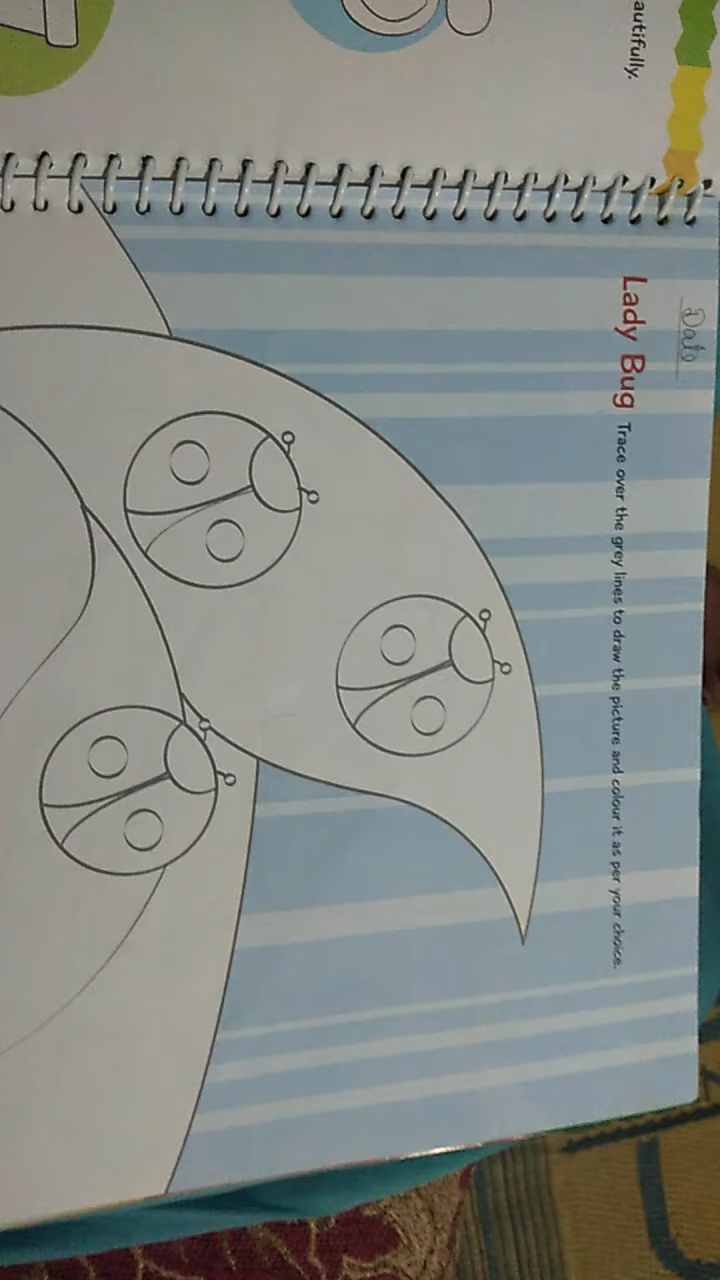 autifully.
Date
Lady Bug Trace over the grey lines to draw the picture and colour it as per your choice.